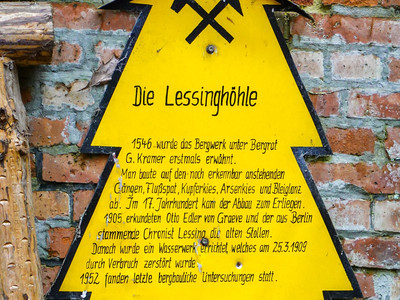 Die Lessinghöhle
1546 wurde das Bergwerk unter Bergrat
G. Kramer erstmals erwähnt.
Man baute auf den noch erkennbar anstehenden
Gängen, Flußspat, Kupferkies, Arsenkies und Bleiglanz
ab. Im 17. Jahrhundert kam der Abbau zum Erliegen.
1905 erkundeten Otto Edler von Graeve und der aus Berlin
stammende Chronist Lessing die alten Stollen.
Danach wurde ein Wasserwerk errichtet, welches am 25.3.1909
durch Verbruch zerstört wurde.
1952 fanden letzte bergbauliche Untersuchungen statt.